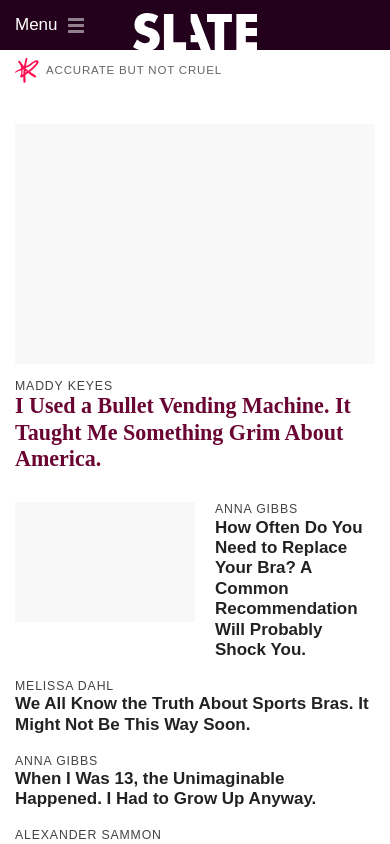 Menu
SLATE
ACCURATE BUT NOT CRUEL
MADDY KEYES
I Used a Bullet Vending Machine. It
Taught Me Something Grim About
America.
ANNA GIBBS
How Often Do You
Need to Replace
Your Bra? A
Common
Recommendation
Will Probably
Shock You.
MELISSA DAHL
We All Know the Truth About Sports Bras. It
Might Not Be This Way Soon.
ANNA GIBBS
When I Was 13, the Unimaginable
Happened. I Had to Grow Up Anyway.
ALEXANDER SAMMON